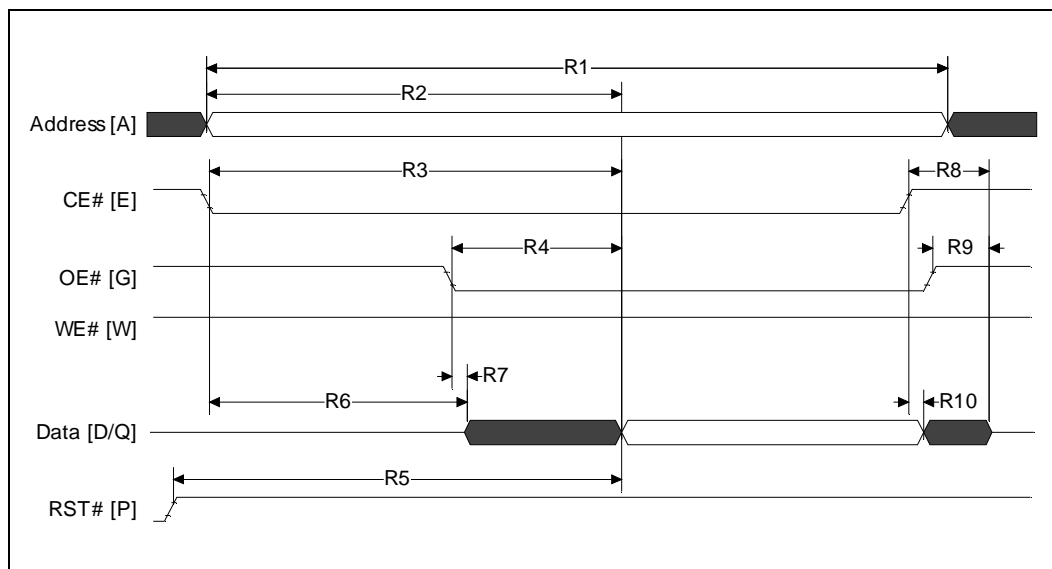 R1
R2
Address [A]
R3
R8
CE# [E]
R4
R9
OE# [G]
WE# [W]
R7
R6
R10
Data [D/Q]
R5
RST# [P]